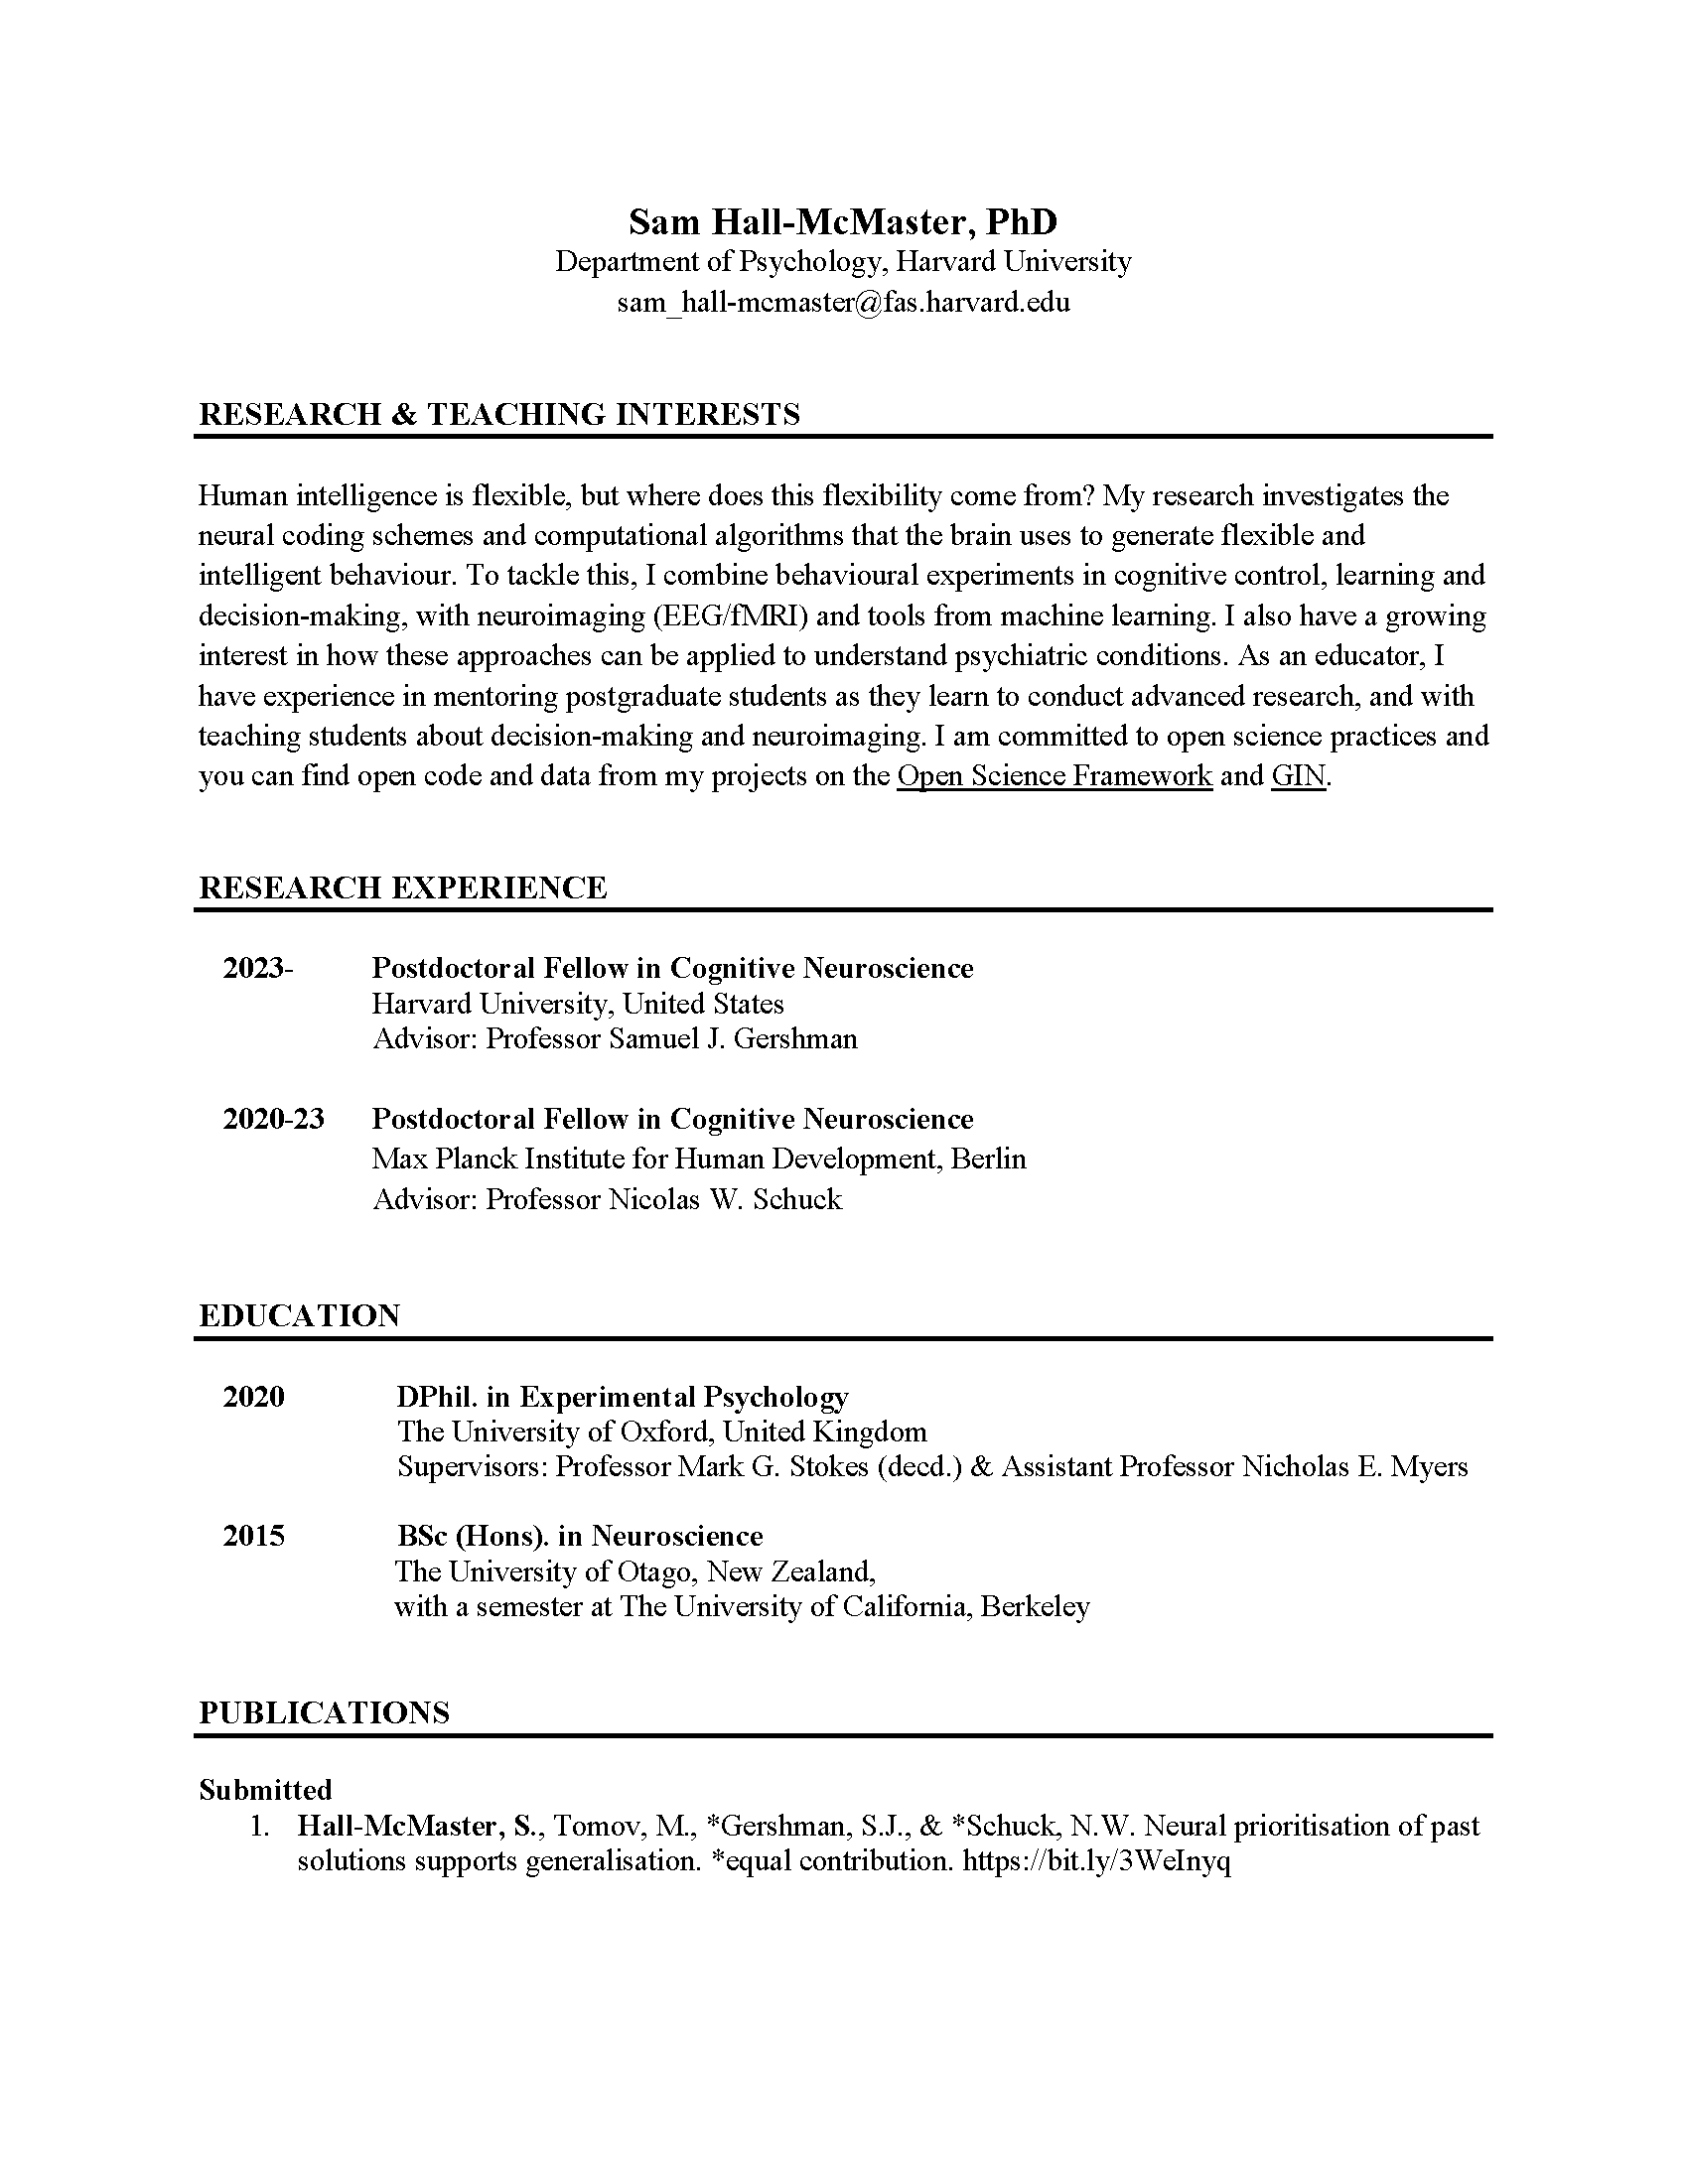 Sam Hall-McMaster, PhD
Department of Psychology, Harvard University
sam_hall-mcmaster@fas.harvard.edu
RESEARCH & TEACHING INTERESTS
Human intelligence is flexible, but where does this flexibility come from? My research investigates the
neural coding schemes and computational algorithms that the brain uses to generate flexible and
intelligent behaviour. To tackle this, I combine behavioural experiments in cognitive control, learning and
decision-making, with neuroimaging (EEG/fMRI) and tools from machine learning. I also have a growing
interest in how these approaches can be applied to understand psychiatric conditions. As an educator, I
have experience in mentoring postgraduate students as they learn to conduct advanced research, and with
teaching students about decision-making and neuroimaging. I am committed to open science practices and
you can find open code and data from my projects on the Open Science Framework and GIN.
RESEARCH EXPERIENCE
2023- Postdoctoral Fellow in Cognitive Neuroscience
Harvard University, United States
Advisor: Professor Samuel J. Gershman
2020-23 Postdoctoral Fellow in Cognitive Neuroscience
Max Planck Institute for Human Development, Berlin
Advisor: Professor Nicolas W. Schuck
EDUCATION
2020 DPhil. in Experimental Psychology
The University of Oxford, United Kingdom
Supervisors: Professor Mark G. Stokes (decd.) & Assistant Professor Nicholas E. Myers
2015 BSc (Hons). in Neuroscience
The University of Otago, New Zealand,
with a semester at The University of California, Berkeley
PUBLICATIONS
Submitted
1. Hall-McMaster, S., Tomov, M., *Gershman, S.J., & *Schuck, N.W. Neural prioritisation of past
solutions supports generalisation. *equal contribution. https://bit.ly/3WeInyq